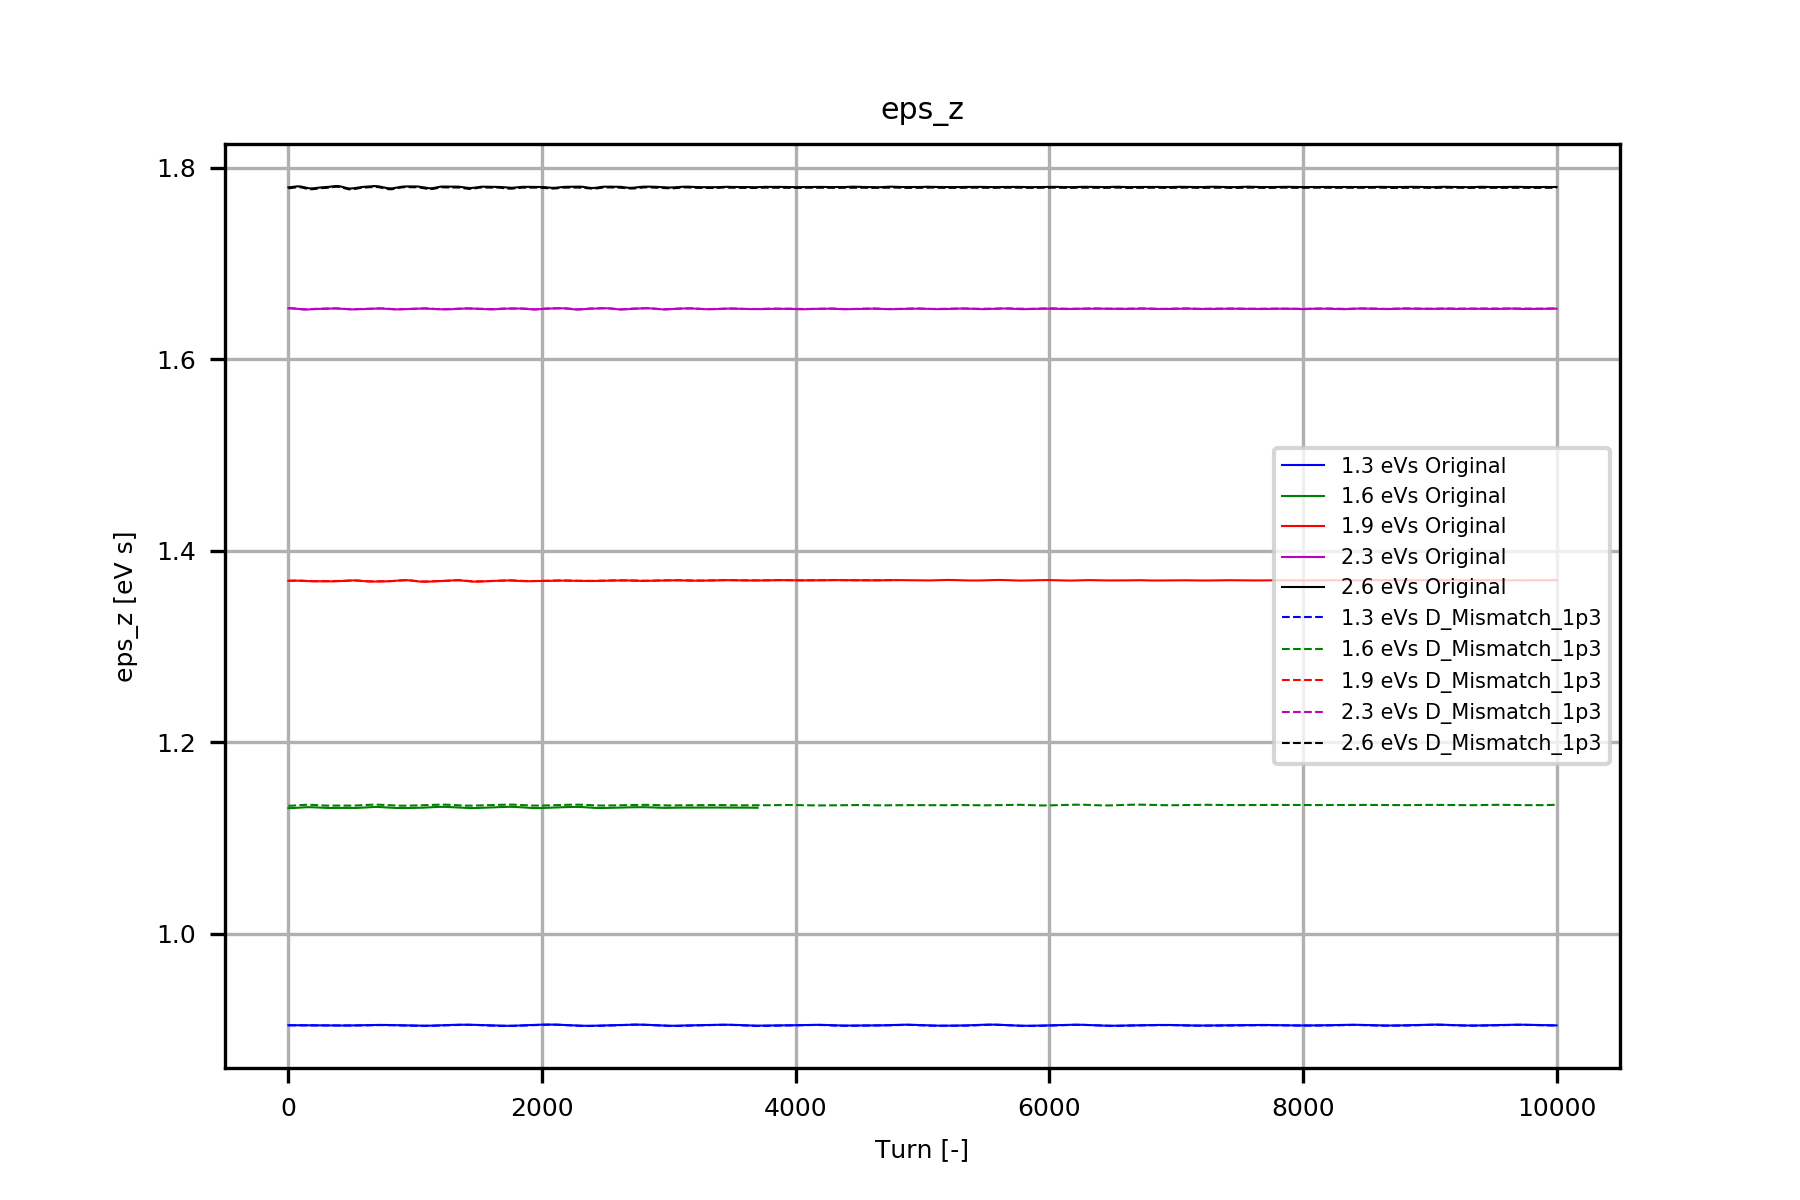 eps_z
1.8
1.6
1.4
1.2
1.0
eps_z [eV s]
1.3 eVs Original
1.6 eVs Original
1.9 eVs Original
2.3 eVs Original
2.6 eVs Original
1.3 eVs D_Mismatch_1p3
1.6 eVs D_Mismatch_1p3
1.9 eVs D_Mismatch_1p3
2.3 eVs D_Mismatch_1p3
2.6 eVs D_Mismatch_1p3
0 2000 4000 6000 8000 10000
Turn [-]